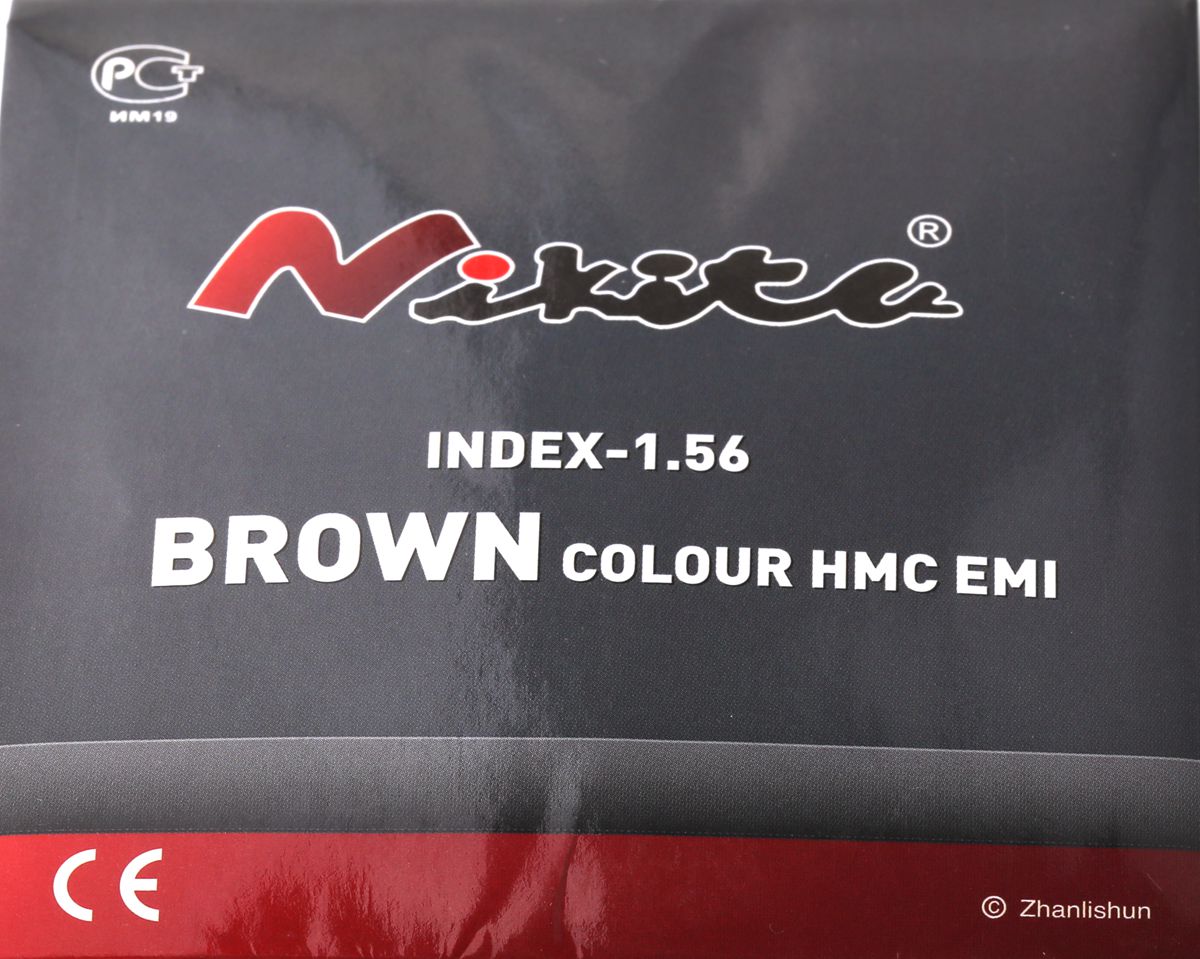 РСТ
ИМ19
Nikita ®
INDEX-1.56
BROWN COLOUR HMC EMI
CE
© Zhanlishun